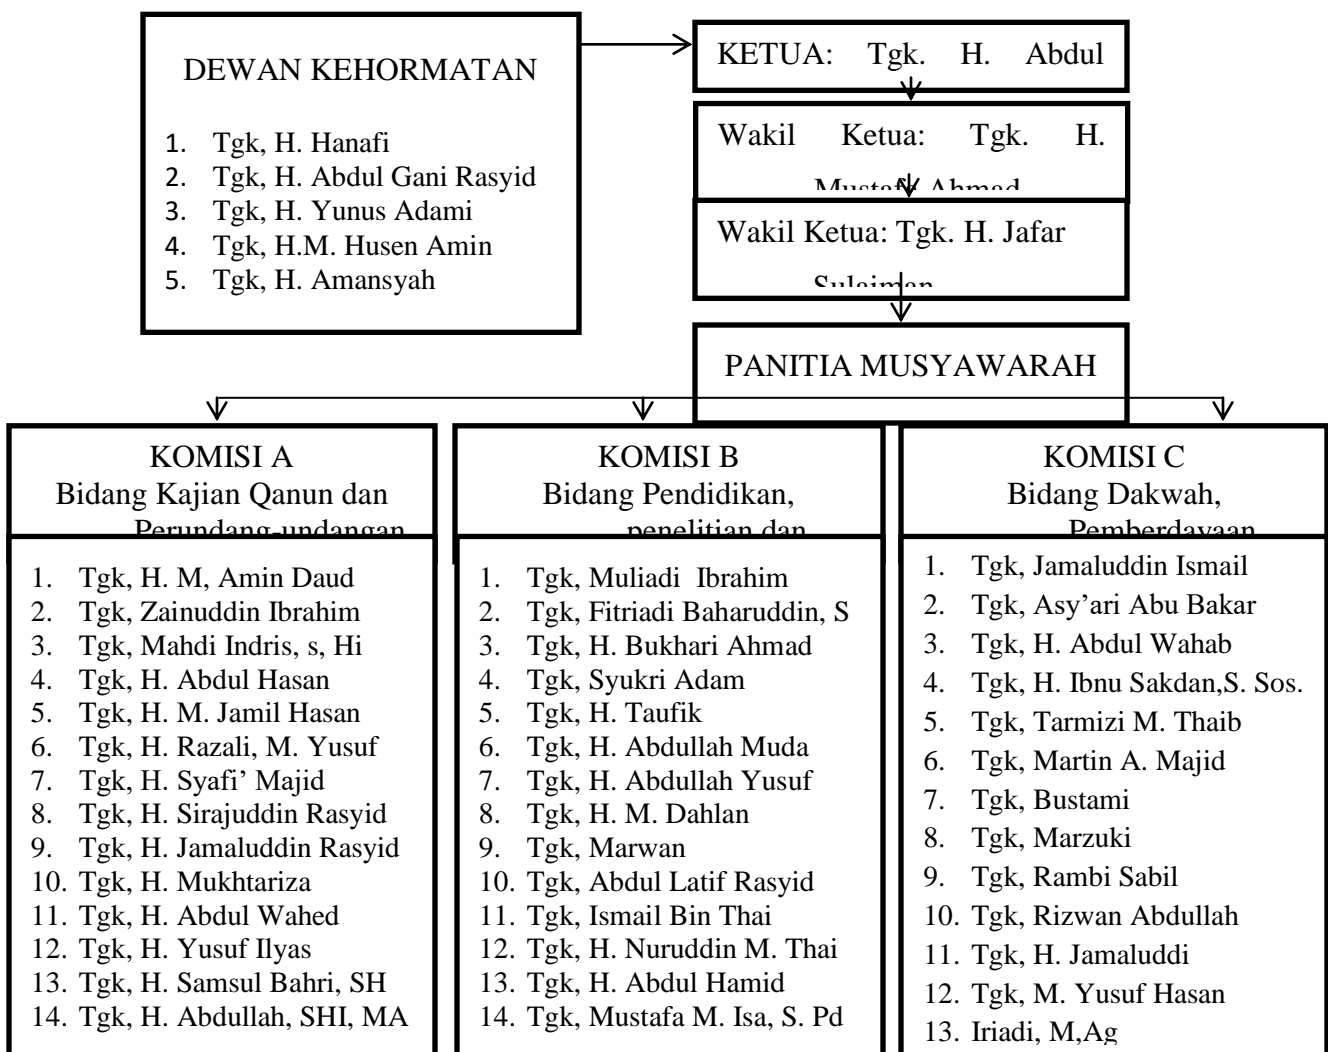 DEWAN KEHORMATAN
1. Tgk, H. Hanafi
2. Tgk, H. Abdul Gani Rasyid
3. Tgk, H. Yunus Adami
4. Tgk, H.M. Husen Amin
5. Tgk, H. Amansyah
KETUA: Tgk. H. Abdul
Wakil Ketua: Tgk. H.
Mustafa Ahmad
Wakil Ketua: Tgk. H. Jafar
Sulaiman
PANITIA MUSYAWARAH
KOMISI A
Bidang Kajian Qanun dan
Perundang-undangan
1. Tgk, H. M, Amin Daud
2. Tgk, Zainuddin Ibrahim
3. Tgk, Mahdi Indris, s, Hi
4. Tgk, H. Abdul Hasan
5. Tgk, H. M. Jamil Hasan
6. Tgk, H. Razali, M. Yusuf
7. Tgk, H. Syafi’ Majid
8. Tgk, H. Sirajuddin Rasyid
9. Tgk, H. Jamaluddin Rasyid
10. Tgk, H. Mukhtariza
11. Tgk, H. Abdul Wahed
12. Tgk, H. Yusuf Ilyas
13. Tgk, H. Samsul Bahri, SH
14. Tgk, H. Abdullah, SHI, MA
KOMISI B
Bidang Pendidikan,
penelitian dan
1. Tgk, Muliadi Ibrahim
2. Tgk, Fitriadi Baharuddin, S
3. Tgk, H. Bukhari Ahmad
4. Tgk, Syukri Adam
5. Tgk, H. Taufik
6. Tgk, H. Abdullah Muda
7. Tgk, H. Abdullah Yusuf
8. Tgk, H. M. Dahlan
9. Tgk, Marwan
10. Tgk, Abdul Latif Rasyid
11. Tgk, Ismail Bin Thai
12. Tgk, H. Nuruddin M. Thai
13. Tgk, H. Abdul Hamid
14. Tgk, Mustafa M. Isa, S. Pd
KOMISI C
Bidang Dakwah,
Pemberdayaan
1. Tgk, Jamaluddin Ismail
2. Tgk, Asy’ari Abu Bakar
3. Tgk, H. Abdul Wahab
4. Tgk, H. Ibnu Sakdan,S. Sos.
5. Tgk, Tarmizi M. Thaib
6. Tgk, Martin A. Majid
7. Tgk, Bustami
8. Tgk, Marzuki
9. Tgk, Rambi Sabil
10. Tgk, Rizwan Abdullah
11. Tgk, H. Jamaluddi
12. Tgk, M. Yusuf Hasan
13. Iriadi, M,Ag